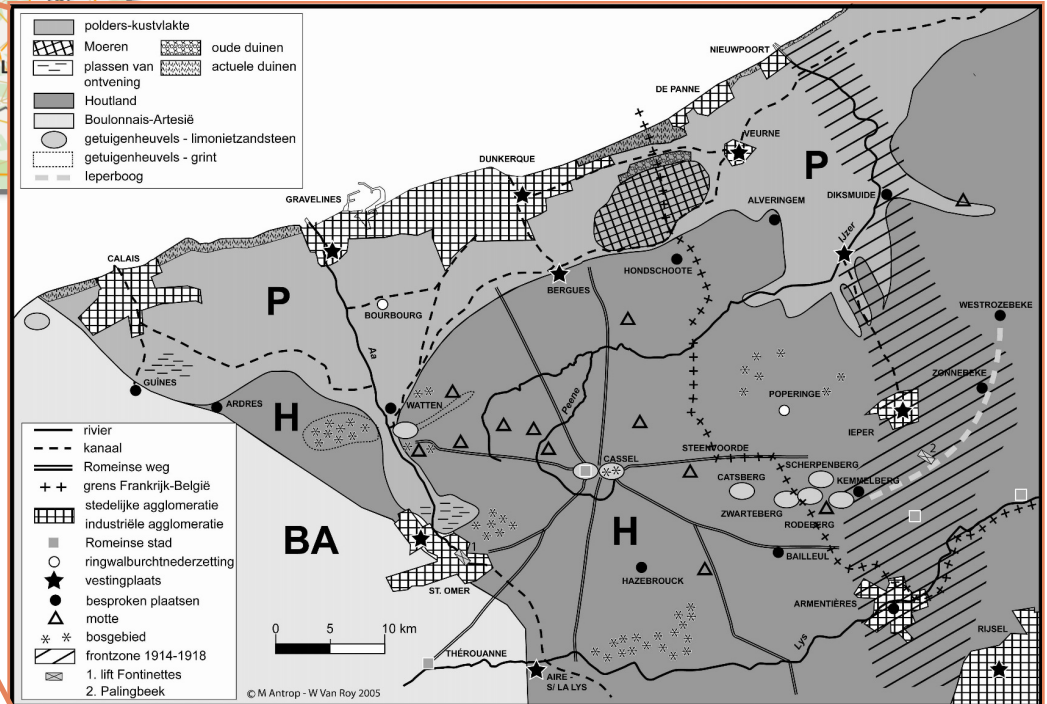 polders-kustvlakte
Moeren
oude duinen
plassen van
ontvening
actuele duinen
Houtland
Boulonnais-Artesië
getuigenheuvels - limonietzandsteen
getuigenheuvels - grint
Ieperboog
NIEUWPOORT
DE PANNE
VEURNE
P
DUNKERQUE
GRAVELINES
ALVERINGEM
DIKSMUIDE
IJzer
CALAIS
HONDSCHOOTE
BERGUES
P
BOURBOURG
WESTROZEBEKE
Aa
GUÎNES
ARDRES
H
WATTEN
Peene
POPERINGE
ZONNEBEKE
IEPER
2
STEENVOORDE
CASSEL
SCHERPENBERG
CATSBERG
KEMMELBERG
ZWARTEBERG
RODEBERG
rivier
kanaal
Romeinse weg
grens Frankrijk-België
stedelijke agglomeratie
industriële agglomeratie
Romeinse stad
ringwalburchtnederzetting
vestingplaats
besproken plaatsen
motte
bosgebied
frontzone 1914-1918
1. lift Fontinettes
2. Palingbeek
BA
1
ST. OMER
H
HAZEBROUCK
BAILLEUL
ARMENTIÈRES
RIJSEL
0 5 10 km
THÉROUANNE
Lys
AIRE -
S/ LA LYS
© M Antrop - W Van Roy 2005